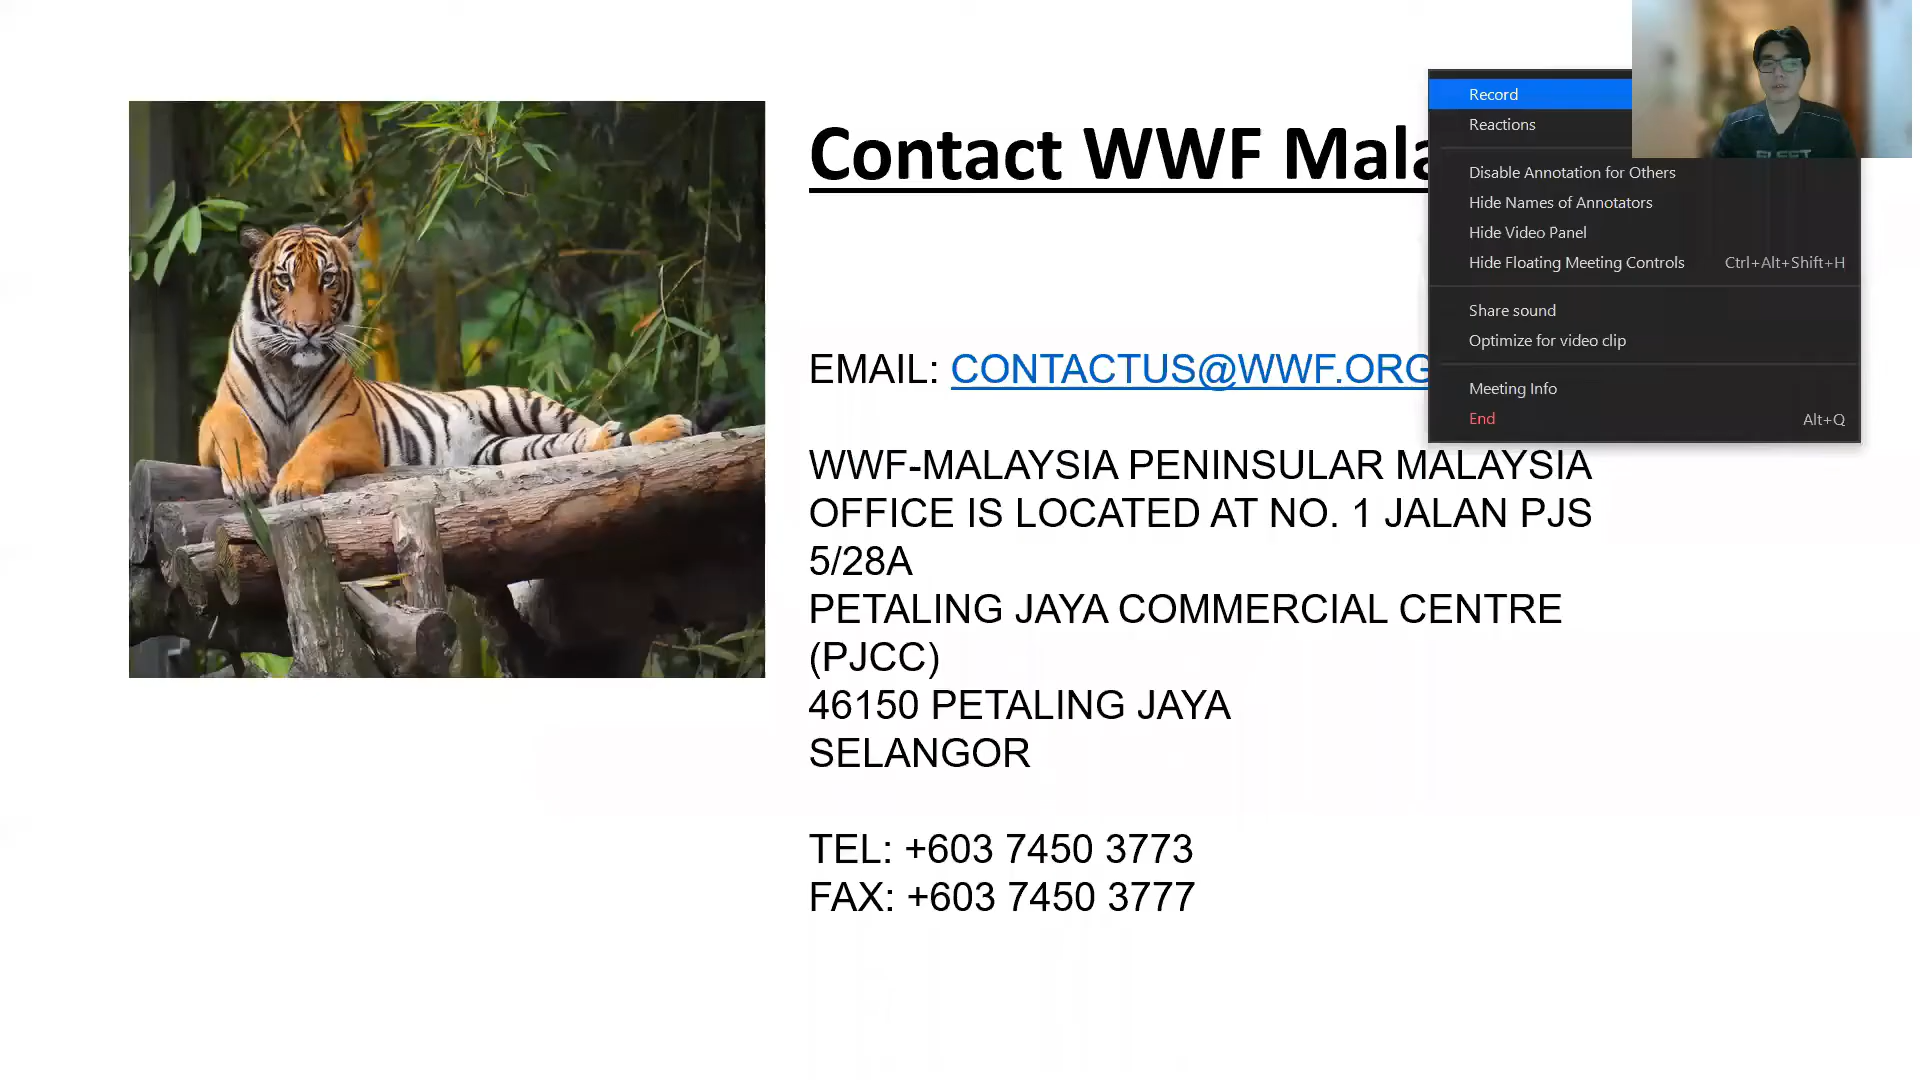 Contact WWF Mala
EMAIL: CONTACTUS@WWF.ORG
WWF-MALAYSIA PENINSULAR MALAYSIA
OFFICE IS LOCATED AT NO. 1 JALAN PJS
5/28A
PETALING JAYA COMMERCIAL CENTRE
(PJCC)
46150 PETALING JAYA
SELANGOR
TEL: +603 7450 3773
FAX: +603 7450 3777
Record
Reactions
Disable Annotation for Others
Hide Names of Annotators
Hide Video Panel
Hide Floating Meeting Controls Ctrl+Alt+Shift+H
Share sound
Optimize for video clip
Meeting Info
End Alt+Q